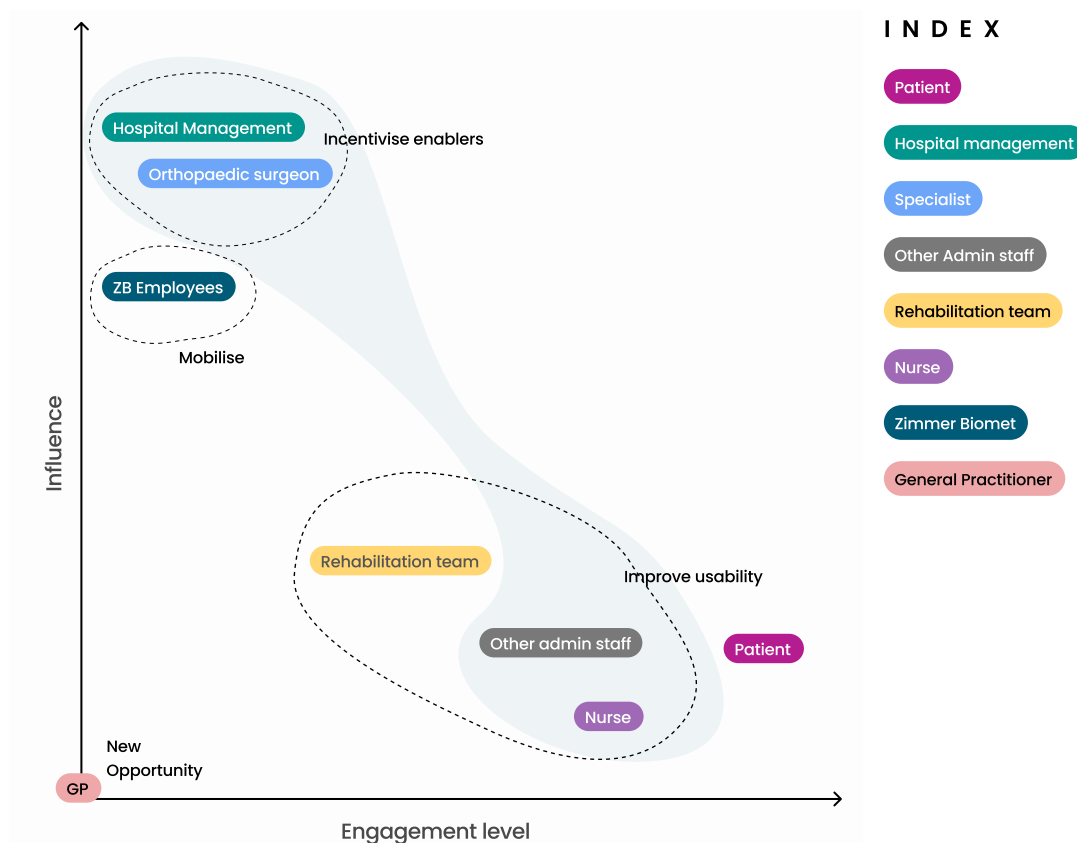 Hospital Management
Incentivise enablers
Orthopaedic surgeon
ZB Employees
Mobilise
Influence
Rehabilitation team
Improve usability
Other admin staff
Patient
Nurse
New
Opportunity
GP
Engagement level
INDEX
Patient
Hospital management
Specialist
Other Admin staff
Rehabilitation team
Nurse
Zimmer Biomet
General Practitioner